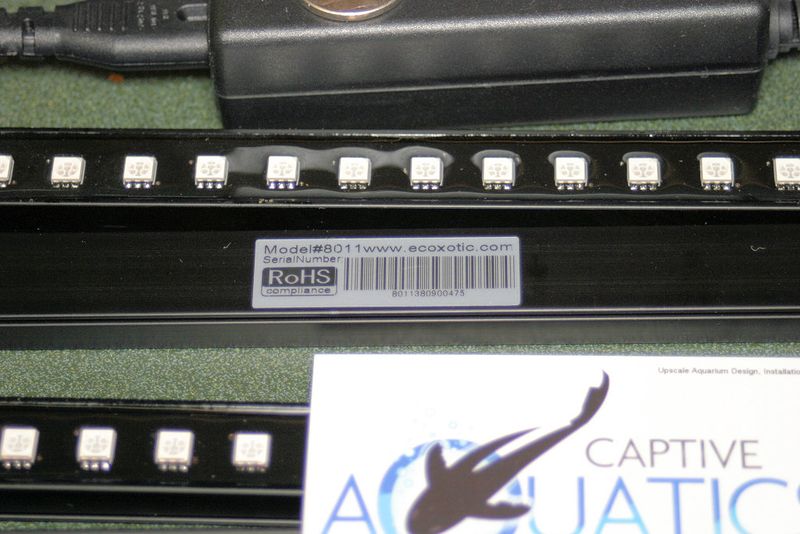 Model#8011www.ecoxotic.com
SerialNumber:
RoHS
compliance
8011380900475
Upscale Aquarium Design, Installatio
CAPTIVE
AQUATICS